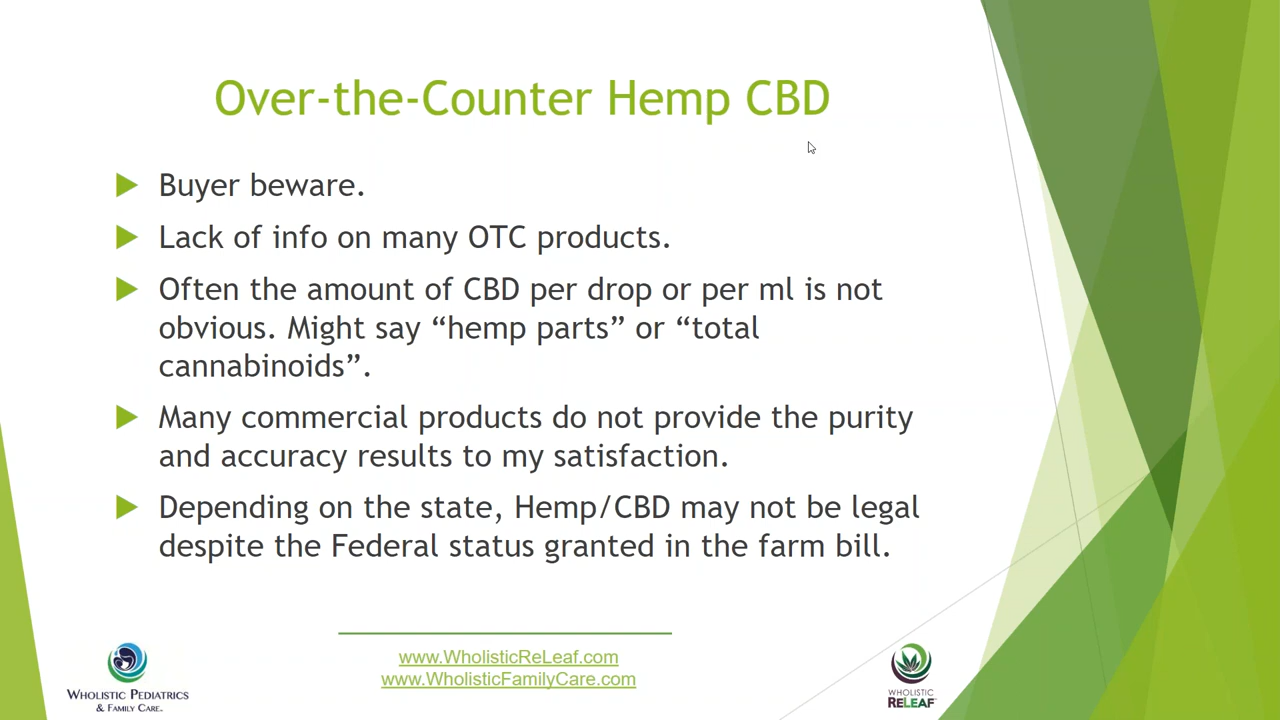 Over-the-Counter Hemp CBD
Buyer beware.
Lack of info on many OTC products.
Often the amount of CBD per drop or per ml is not
obvious. Might say “hemp parts” or “total
cannabinoids”.
Many commercial products do not provide the purity
and accuracy results to my satisfaction.
Depending on the state, Hemp/CBD may not be legal
despite the Federal status granted in the farm bill.
www.WholisticReLeaf.com
www.WholisticFamilyCare.com
Wholistic Pediatrics
& Family Care.
WHOLISTIC
RELEAF